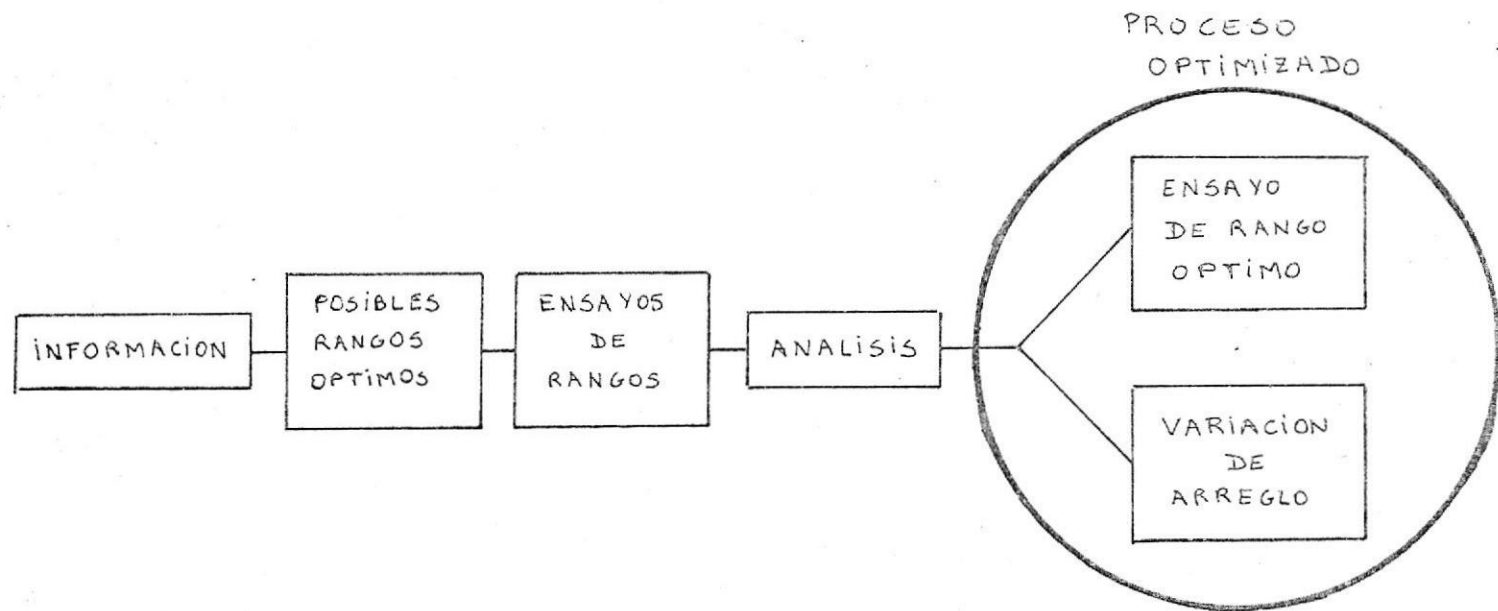 PROCESO
OPTIMIZADO
INFORMACION
POSIBLES
RANGOS
OPTIMOS
ENSAYOS
DE
RANGOS
ANALISIS
ENSAYO
DE RANGO
OPTIMO
VARIACION
DE
ARREGLO